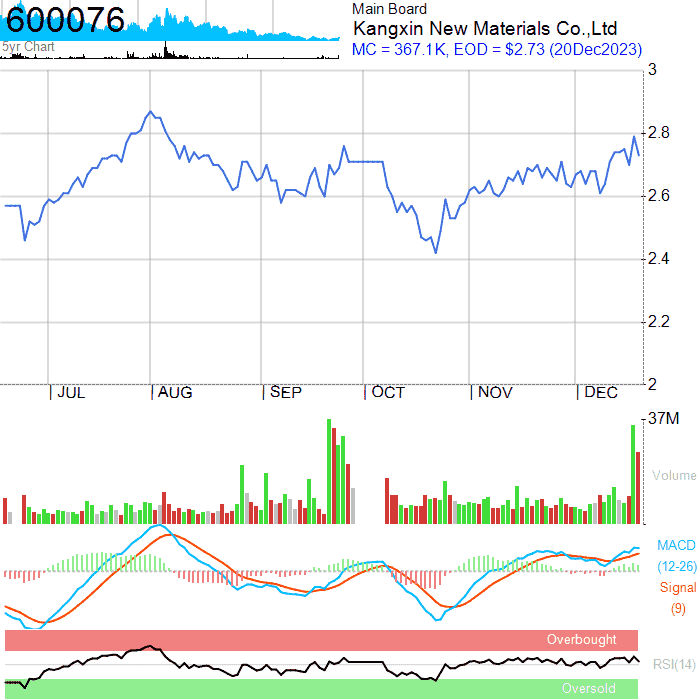 600076
5yr Chart
Main Board
Kangxin New Materials Co.,Ltd
MC = 367.1K, EOD = $2.73 (20Dec2023)
3
2.8
2.6
2.4
2.2
2
JUL
AUG
SEP
OCT
NOV
DEC
37M
Volume
MACD
(12-26)
Signal
(9)
Overbought
RSI(14)
Oversold